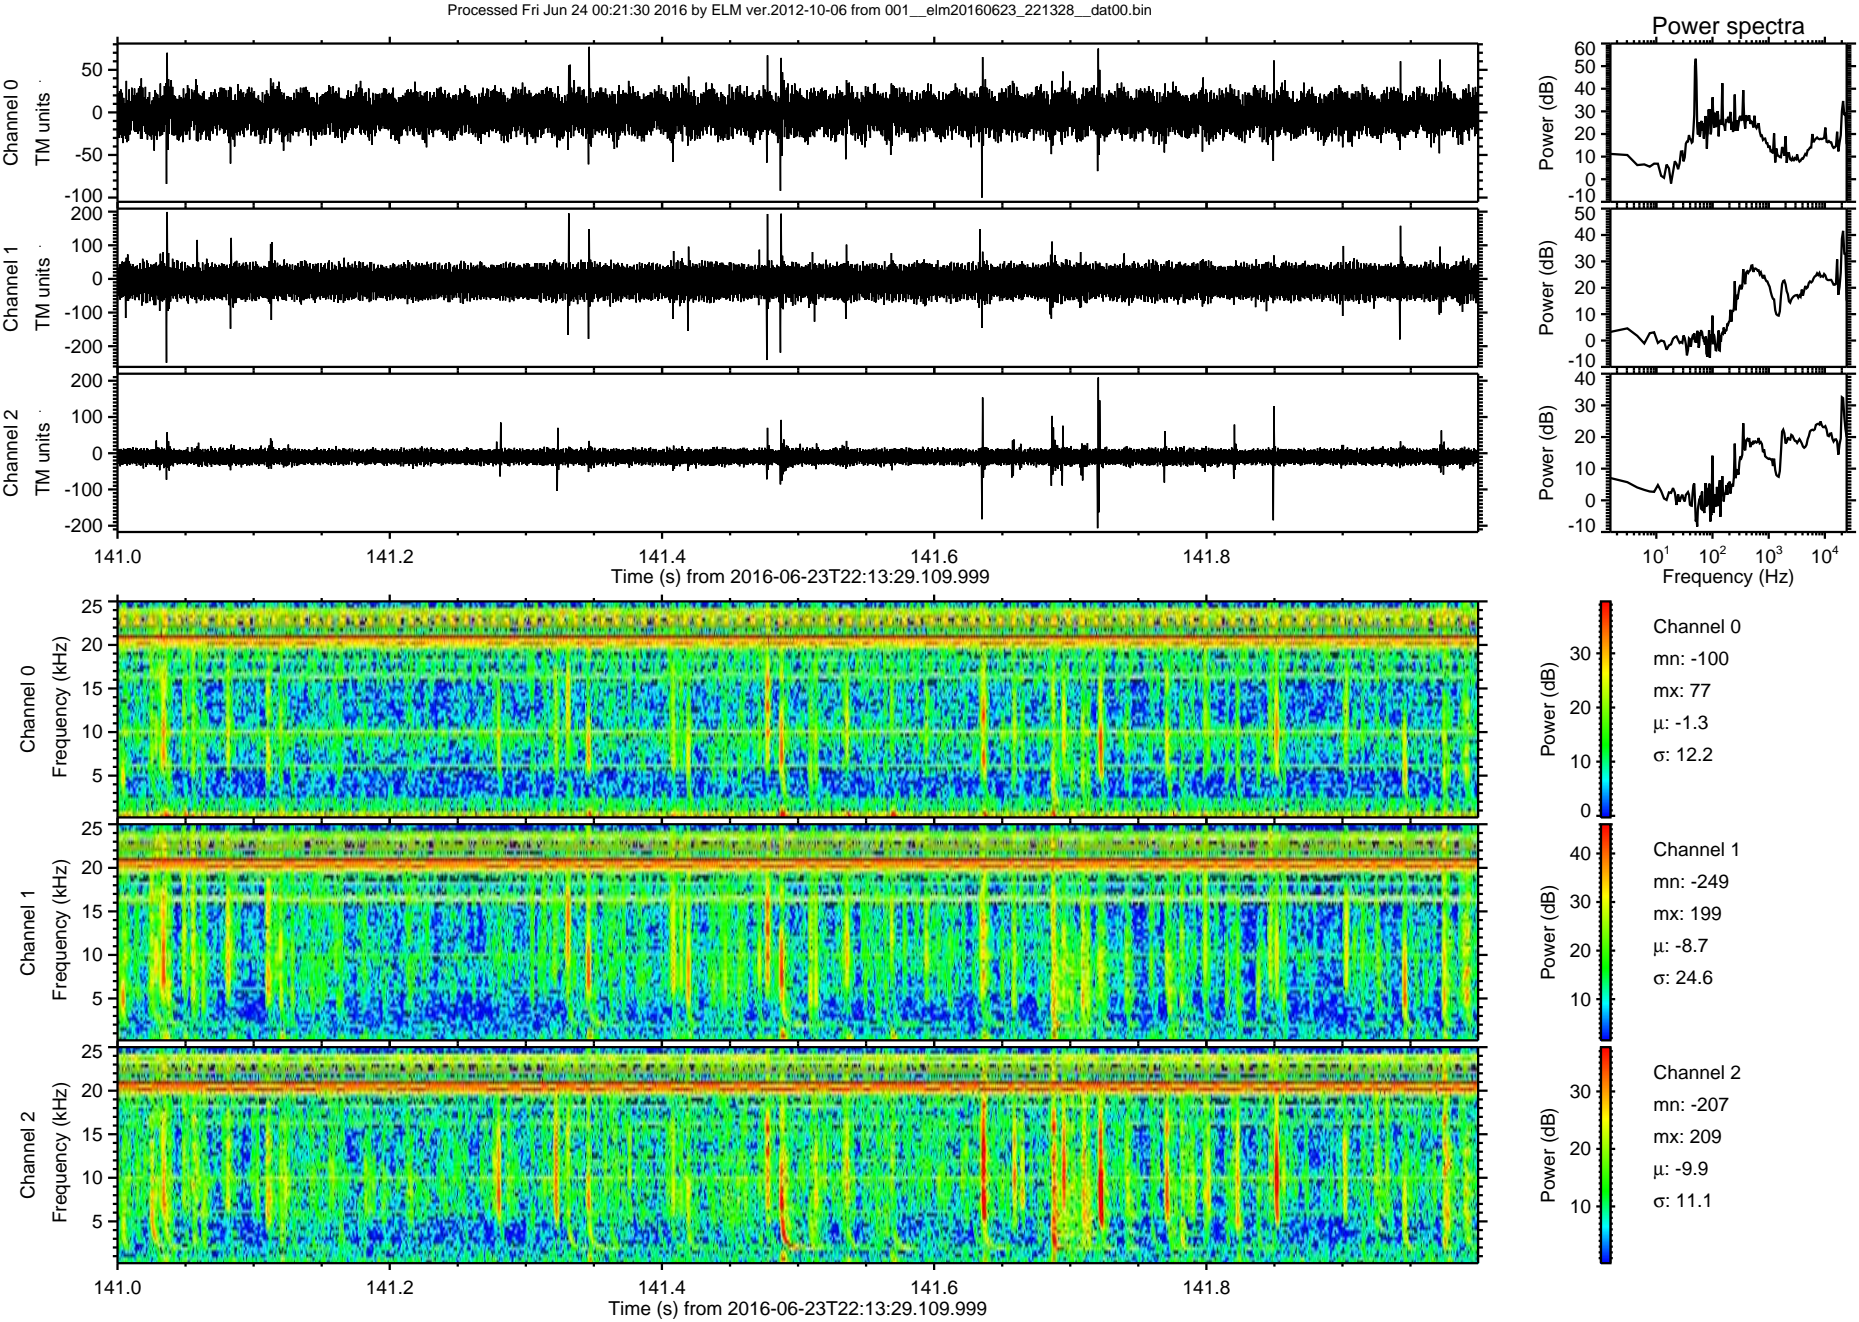 Processed Fri Jun 24 00:21:30 2016 by ELM ver.2012-10-06 from 001__elm20160623_221328__dat00.bin
Power spectra
Channel 0
TM units
50
0
-50
-100
Power (dB)
60
50
40
30
20
10
0
-10
Channel 1
TM units
200
100
0
-100
-200
Power (dB)
50
40
30
20
10
0
-10
Channel 2
TM units
200
100
0
-100
-200
Power (dB)
40
30
20
10
0
-10
141.0 141.2 141.4 141.6 141.8
Time (s) from 2016-06-23T22:13:29.109.999
10^1 10^2 10^3 10^4
Frequency (Hz)
Channel 0
Frequency (kHz)
25
20
15
10
5
Power (dB)
30
20
10
0
Channel 0
mn: -100
mx: 77
μ: -1.3
σ: 12.2
Channel 1
Frequency (kHz)
25
20
15
10
5
Power (dB)
40
30
20
10
Channel 1
mn: -249
mx: 199
μ: -8.7
σ: 24.6
Channel 2
Frequency (kHz)
25
20
15
10
5
Power (dB)
30
20
10
Channel 2
mn: -207
mx: 209
μ: -9.9
σ: 11.1
141.0 141.2 141.4 141.6 141.8
Time (s) from 2016-06-23T22:13:29.109.999